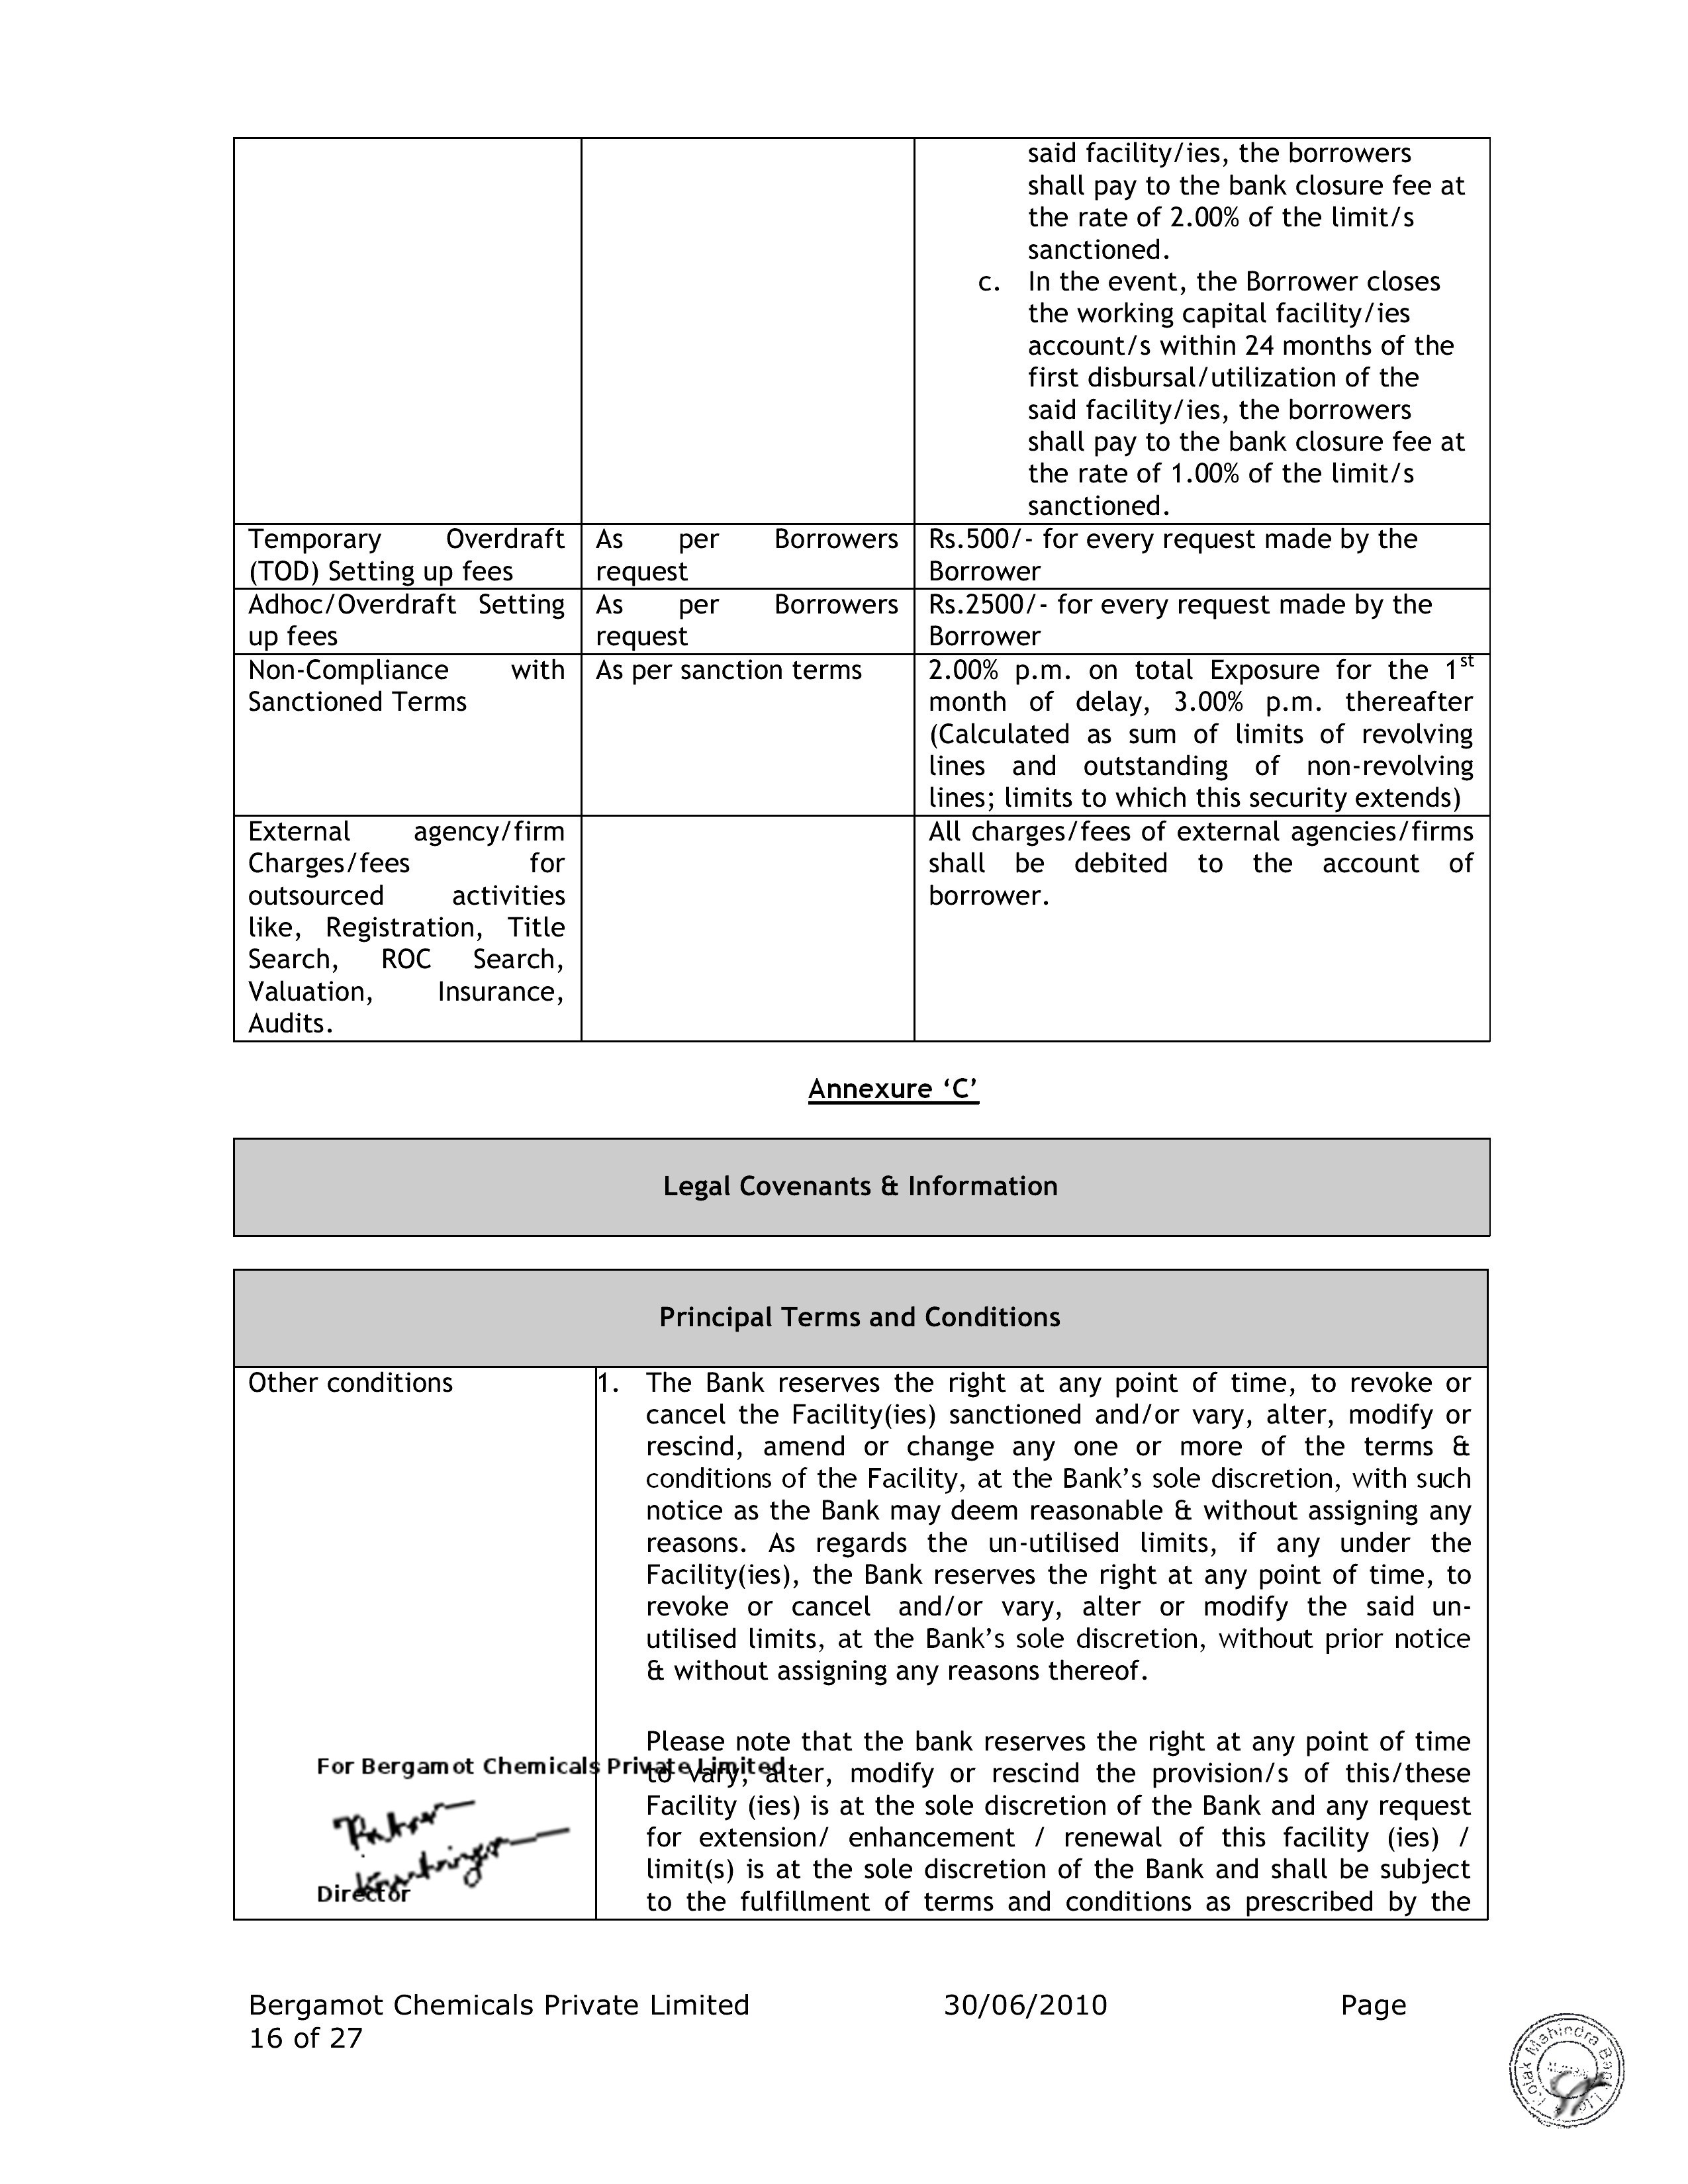 said facility/ies, the borrowers
shall pay to the bank closure fee at
the rate of 2.00% of the limit/s
sanctioned.
c. In the event, the Borrower closes
the working capital facility/ies
account/s within 24 months of the
first disbursal/utilization of the
said facility/ies, the borrowers
shall pay to the bank closure fee at
the rate of 1.00% of the limit/s
sanctioned.
Temporary Overdraft
(TOD) Setting up fees
As per Borrowers
request
Rs.500/- for every request made by the
Borrower
Adhoc/Overdraft Setting
up fees
As per Borrowers
request
Rs.2500/- for every request made by the
Borrower
Non-Compliance with
Sanctioned Terms
As per sanction terms
2.00% p.m. on total Exposure for the 1st
month of delay, 3.00% p.m. thereafter
(Calculated as sum of limits of revolving
lines and outstanding of non-revolving
lines; limits to which this security extends)
External agency/firm
Charges/fees for
outsourced activities
like, Registration, Title
Search, ROC Search,
Valuation, Insurance,
Audits.
All charges/fees of external agencies/firms
shall be debited to the account of
borrower.
Annexure ‘C’
Legal Covenants & Information
Principal Terms and Conditions
Other conditions
1. The Bank reserves the right at any point of time, to revoke or
cancel the Facility(ies) sanctioned and/or vary, alter, modify or
rescind, amend or change any one or more of the terms &
conditions of the Facility, at the Bank’s sole discretion, with such
notice as the Bank may deem reasonable & without assigning any
reasons. As regards the un-utilised limits, if any under the
Facility(ies), the Bank reserves the right at any point of time, to
revoke or cancel and/or vary, alter or modify the said un-
utilised limits, at the Bank’s sole discretion, without prior notice
& without assigning any reasons thereof.
Please note that the bank reserves the right at any point of time
to vary, alter, modify or rescind the provision/s of this/these
Facility (ies) is at the sole discretion of the Bank and any request
for extension/ enhancement / renewal of this facility (ies) /
limit(s) is at the sole discretion of the Bank and shall be subject
to the fulfillment of terms and conditions as prescribed by the
For Bergamot Chemicals Private Limited
Director
Bergamot Chemicals Private Limited 30/06/2010 Page
16 of 27
Kotak Mahindra Bank Ltd